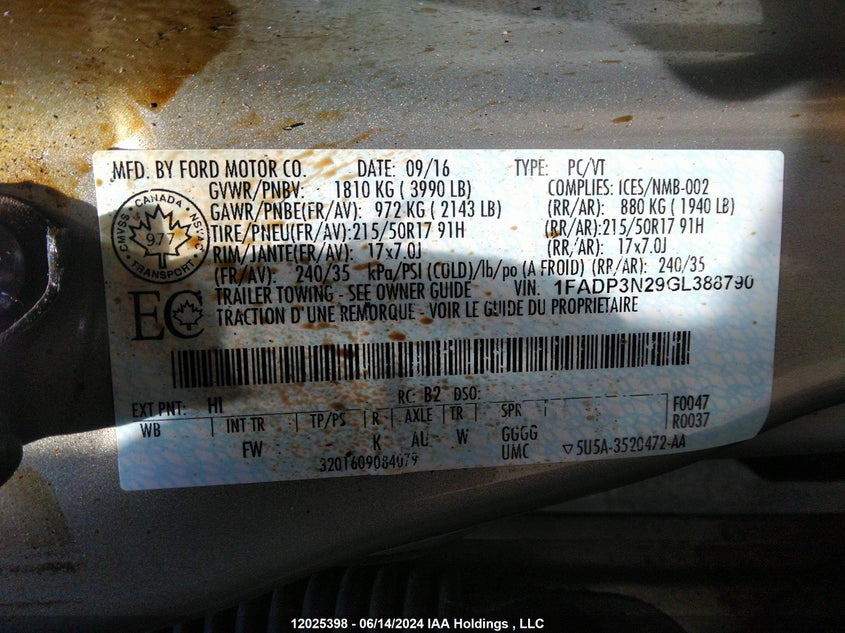 MFD. BY FORD MOTOR CO. DATE: 09/16 TYPE: PC/VT
GVWR/PNBV: 1810 KG ( 3990 LB) COMPLIES: ICES/NMB-002
GAWR/PNBE(FR/AV): 972 KG ( 2143 LB) (RR/AR): 880 KG ( 1940 LB)
TIRE/PNEU(FR/AV): 215/50R17 91H (RR/AR): 215/50R17 91H
RIM/JANTE(FR/AV): 17x7.0J (RR/AR): 17x7.0J
(FR/AV): 240/35 kPa/PSI (COLD)/lb/po (A FROID) (RR/AR): 240/35
TRAILER TOWING - SEE OWNER GUIDE VIN. 1FADP3N29GL388790
TRACTION D'UNE REMORQUE - VOIR LE GUIDE DU PROPRIETAIRE
CANADA
CMVSS NSVAC
977
TRANSPORT
EC
EXT PNT: HI RC: B2 DSO: F0047
WB INT TR TP/PS R AXLE TR SPR R0037
FW K AU W GGGG
UMC 5U5A-3520472-AA
3201609084079
12025398 - 06/14/2024 IAA Holdings , LLC